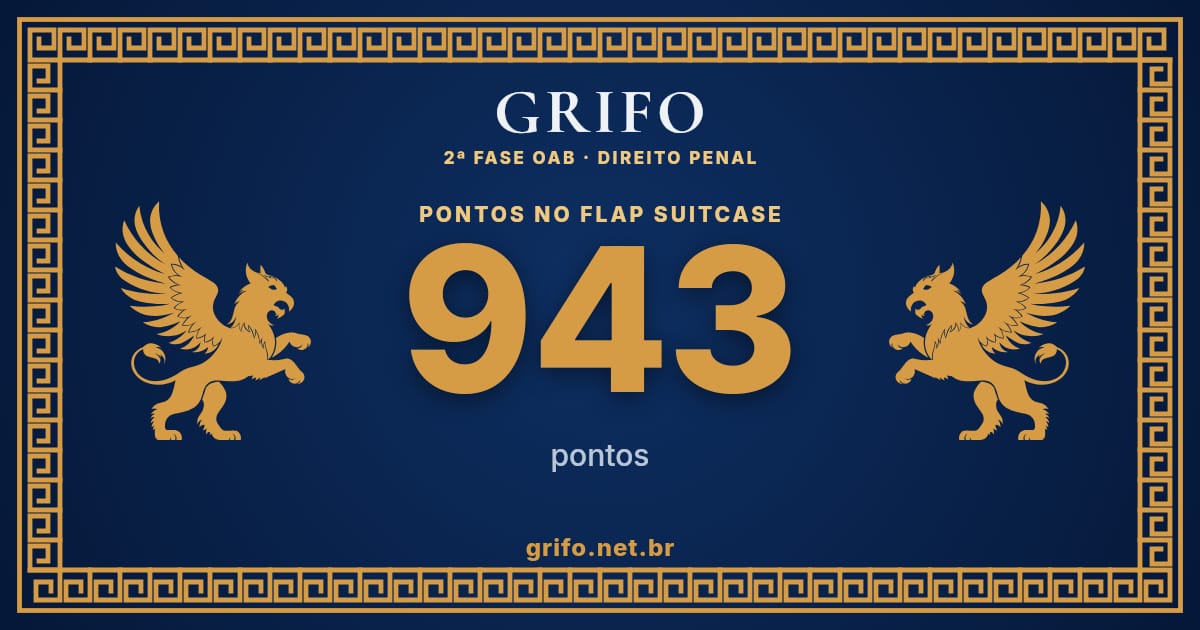 GRIFO
2ª FASE OAB · DIREITO PENAL
PONTOS NO FLAP SUITCASE
943
pontos
grifo.net.br